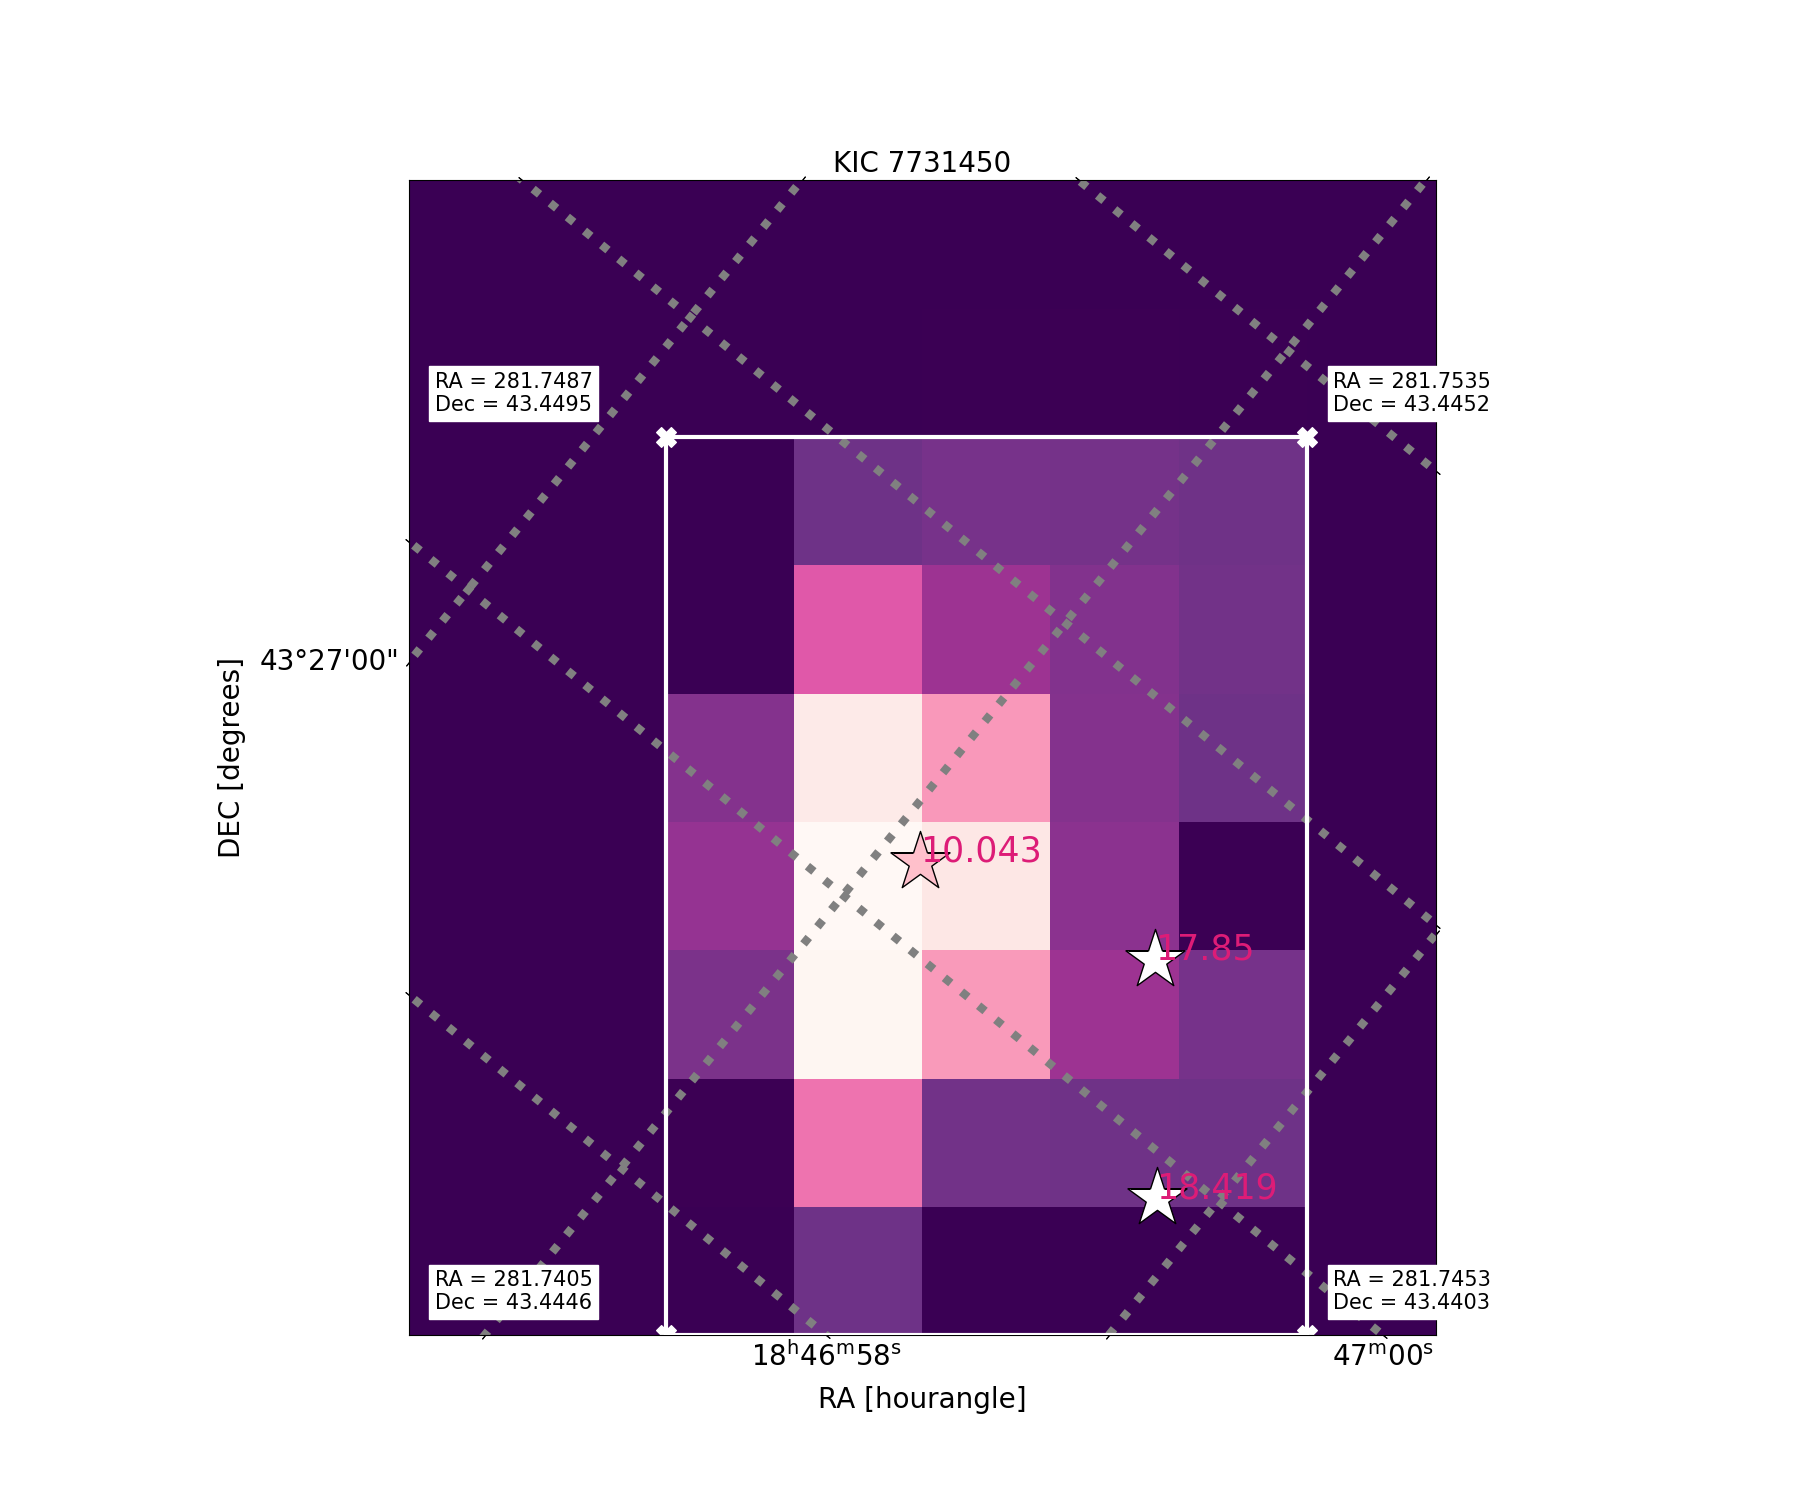 KIC 7731450
RA = 281.7487
Dec = 43.4495
RA = 281.7535
Dec = 43.4452
43°27'00"
DEC [degrees]
10.043
17.85
18.419
RA = 281.7405
Dec = 43.4446
RA = 281.7453
Dec = 43.4403
18h46m58s
47m00s
RA [hourangle]